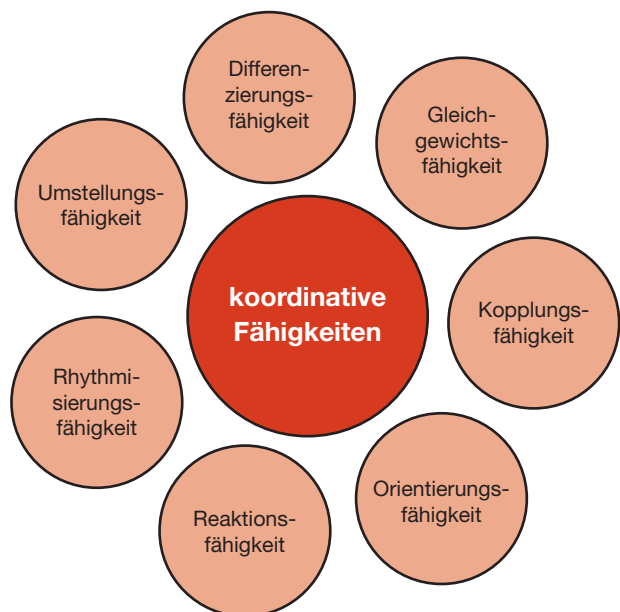 Differen-
zierungs-
fähigkeit
Gleich-
gewichts-
fähigkeit
Umstellungs-
fähigkeit
koordinative
Fähigkeiten
Kopplungs-
fähigkeit
Rhythmi-
sierungs-
fähigkeit
Orientierungs-
fähigkeit
Reaktions-
fähigkeit